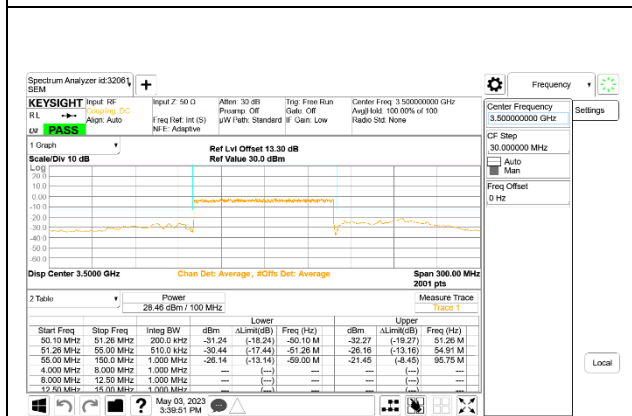 Spectrum Analyzer id:32061
SEM
Frequency
KEYSIGHT
RL
LXI
PASS
Input: RF
Coupling: DC
Align: Auto
Input Z: 50 Ω
Freq Ref: Int (S)
NFE: Adaptive
Atten: 30 dB
Preamp: Off
µW Path: Standard
Trig: Free Run
Gate: Off
IF Gain: Low
Center Freq: 3.500000000 GHz
Avg|Hold: 100.00% of 100
Radio Std: None
Center Frequency
3.500000000 GHz
Settings
CF Step
30.000000 MHz
Auto
Man
Freq Offset
0 Hz
Local
1 Graph
Scale/Div 10 dB
Ref Lvl Offset 13.30 dB
Ref Value 30.0 dBm
Log
20.0
10.0
0.00
-10.0
-20.0
-30.0
-40.0
-50.0
-60.0
Disp Center 3.5000 GHz
Chan Det: Average , #Offs Det: Average
Span 300.00 MHz
2001 pts
2 Table
Power
28.46 dBm / 100 MHz
Measure Trace
Trace 1
Lower Upper
Start Freq Stop Freq Integ BW dBm ΔLimit(dB) Freq (Hz) dBm ΔLimit(dB) Freq (Hz)
50.10 MHz 51.26 MHz 200.0 kHz -31.24 (-18.24) -50.10 M -32.27 (-19.27) 51.26 M
51.26 MHz 55.00 MHz 510.0 kHz -30.44 (-17.44) -51.26 M -26.16 (-13.16) 54.91 M
55.00 MHz 150.0 MHz 1.000 MHz -26.14 (-13.14) -59.00 M -21.45 (-8.45) 95.75 M
4.000 MHz 8.000 MHz 1.000 MHz --- (---) --- (---)
8.000 MHz 12.50 MHz 1.000 MHz --- (---) --- (---)
12.50 MHz 15.00 MHz 1.000 MHz --- (---) --- (---)
May 03, 2023
3:39:51 PM